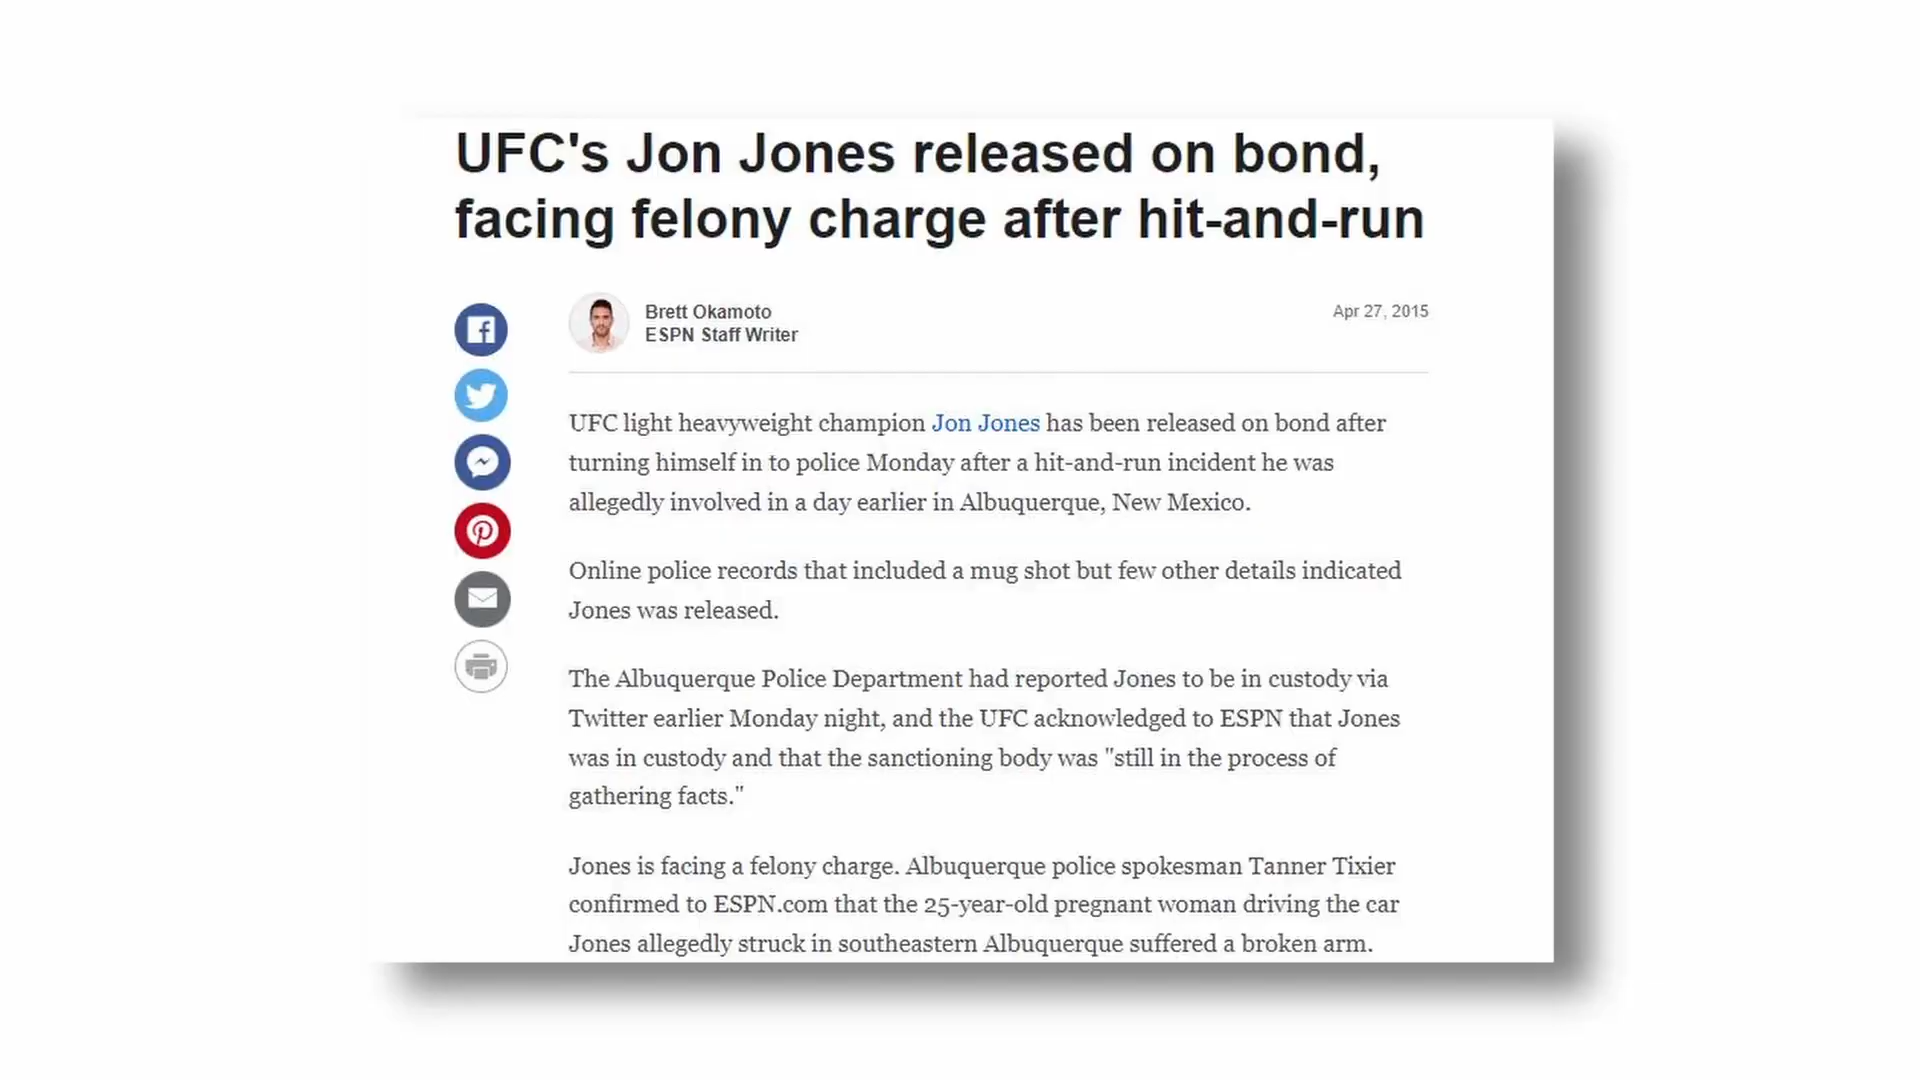 UFC's Jon Jones released on bond,
facing felony charge after hit-and-run
Brett Okamoto
ESPN Staff Writer
Apr 27, 2015
UFC light heavyweight champion Jon Jones has been released on bond after
turning himself in to police Monday after a hit-and-run incident he was
allegedly involved in a day earlier in Albuquerque, New Mexico.
Online police records that included a mug shot but few other details indicated
Jones was released.
The Albuquerque Police Department had reported Jones to be in custody via
Twitter earlier Monday night, and the UFC acknowledged to ESPN that Jones
was in custody and that the sanctioning body was "still in the process of
gathering facts."
Jones is facing a felony charge. Albuquerque police spokesman Tanner Tixier
confirmed to ESPN.com that the 25-year-old pregnant woman driving the car
Jones allegedly struck in southeastern Albuquerque suffered a broken arm.